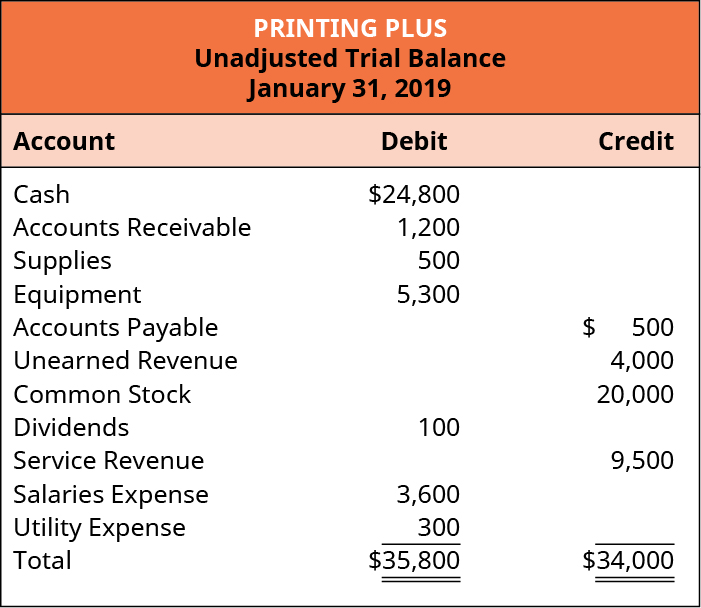 PRINTING PLUS
Unadjusted Trial Balance
January 31, 2019
Account Debit Credit
Cash $24,800
Accounts Receivable 1,200
Supplies 500
Equipment 5,300
Accounts Payable $ 500
Unearned Revenue 4,000
Common Stock 20,000
Dividends 100
Service Revenue 9,500
Salaries Expense 3,600
Utility Expense 300
Total $35,800 $34,000